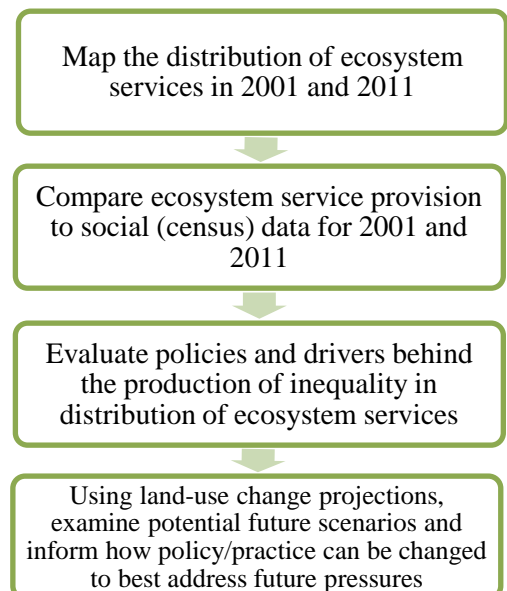 Map the distribution of ecosystem
services in 2001 and 2011
Compare ecosystem service provision
to social (census) data for 2001 and
2011
Evaluate policies and drivers behind
the production of inequality in
distribution of ecosystem services
Using land-use change projections,
examine potential future scenarios and
inform how policy/practice can be changed
to best address future pressures